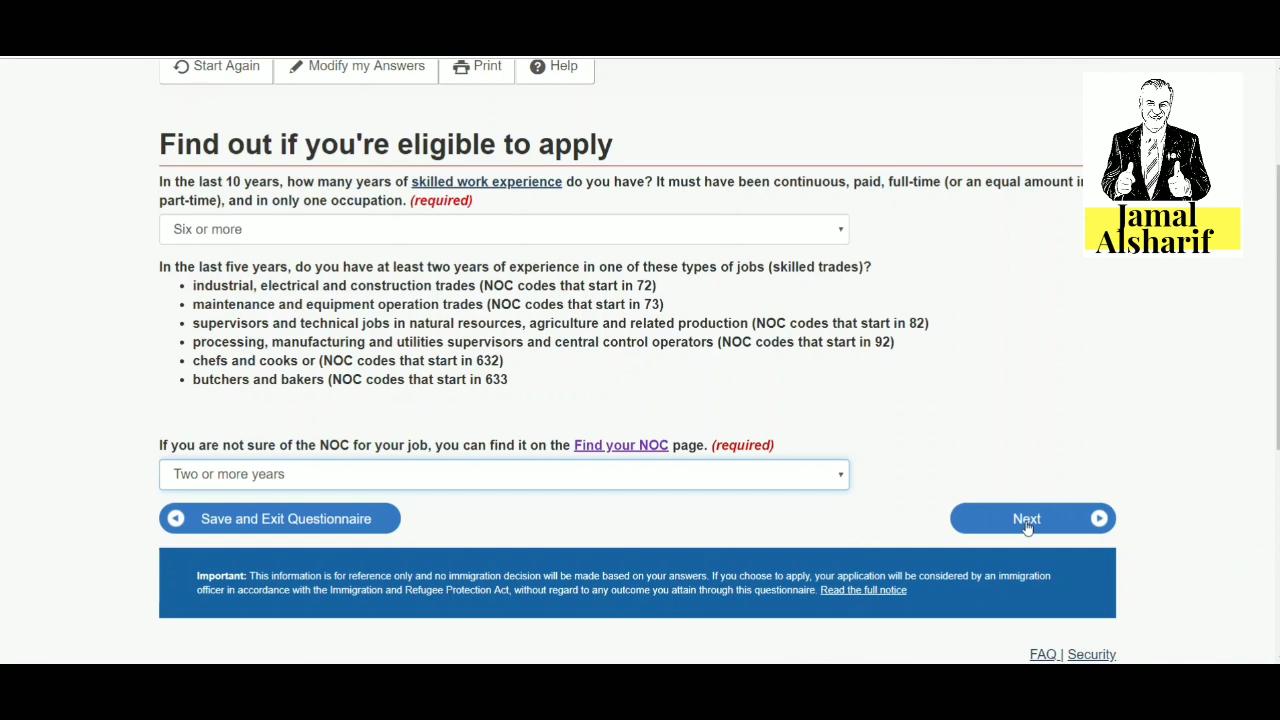 Start Again
Modify my Answers
Print
Help
Find out if you're eligible to apply
In the last 10 years, how many years of skilled work experience do you have? It must have been continuous, paid, full-time (or an equal amount in
part-time), and in only one occupation. (required)
Six or more
In the last five years, do you have at least two years of experience in one of these types of jobs (skilled trades)?
• industrial, electrical and construction trades (NOC codes that start in 72)
• maintenance and equipment operation trades (NOC codes that start in 73)
• supervisors and technical jobs in natural resources, agriculture and related production (NOC codes that start in 82)
• processing, manufacturing and utilities supervisors and central control operators (NOC codes that start in 92)
• chefs and cooks or (NOC codes that start in 632)
• butchers and bakers (NOC codes that start in 633
If you are not sure of the NOC for your job, you can find it on the Find your NOC page. (required)
Two or more years
Save and Exit Questionnaire
Next
Important: This information is for reference only and no immigration decision will be made based on your answers. If you choose to apply, your application will be considered by an immigration
officer in accordance with the Immigration and Refugee Protection Act, without regard to any outcome you attain through this questionnaire. Read the full notice
FAQ | Security
Jamal
Alsharif